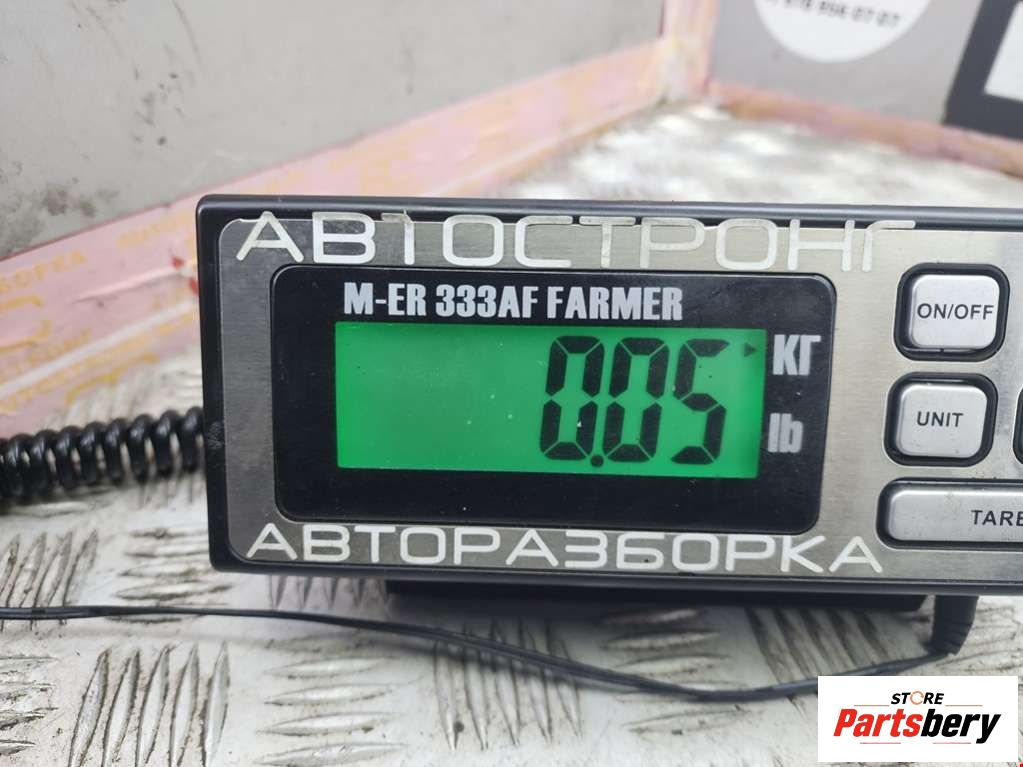 АВТОСТРОНГ
M-ER 333AF FARMER
0.05
КГ
lb
ON/OFF
UNIT
TARE
АВТОРАЗБОРКА
STORE
Partsbery